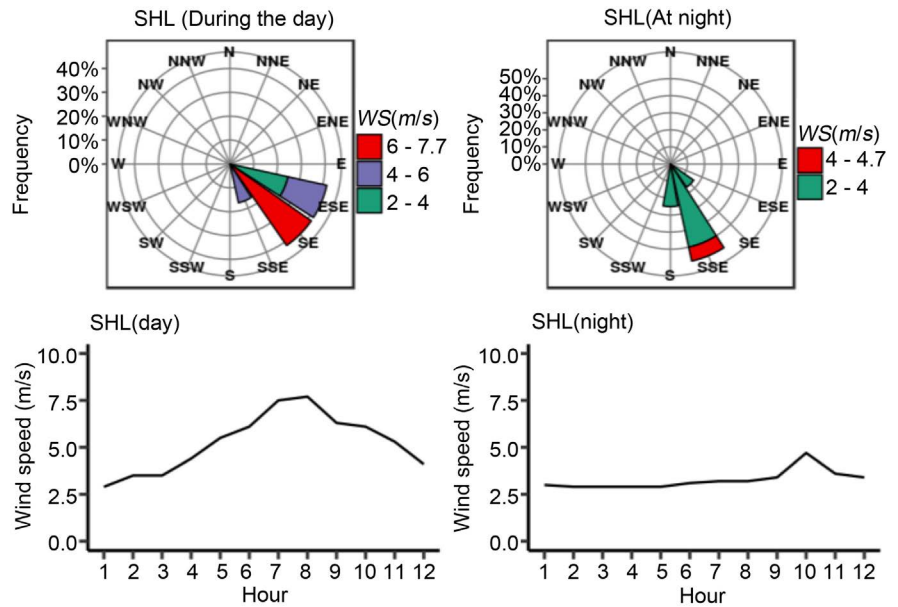 SHL (During the day)
N
NNW
NNE
NW
NE
WNW
ENE
W
E
WSW
ESE
SW
SE
SSW
SSE
S
40%
30%
20%
10%
0%
Frequency
WS(m/s)
6 - 7.7
4 - 6
2 - 4
SHL(At night)
N
NNW
NNE
NW
NE
WNW
ENE
W
E
WSW
ESE
SW
SE
SSW
SSE
S
50%
40%
30%
20%
10%
0%
Frequency
WS(m/s)
4 - 4.7
2 - 4
SHL(day)
10.0
7.5
5.0
2.5
0.0
Wind speed (m/s)
1 2 3 4 5 6 7 8 9 10 11 12
Hour
SHL(night)
10.0
7.5
5.0
2.5
0.0
Wind speed (m/s)
1 2 3 4 5 6 7 8 9 10 11 12
Hour